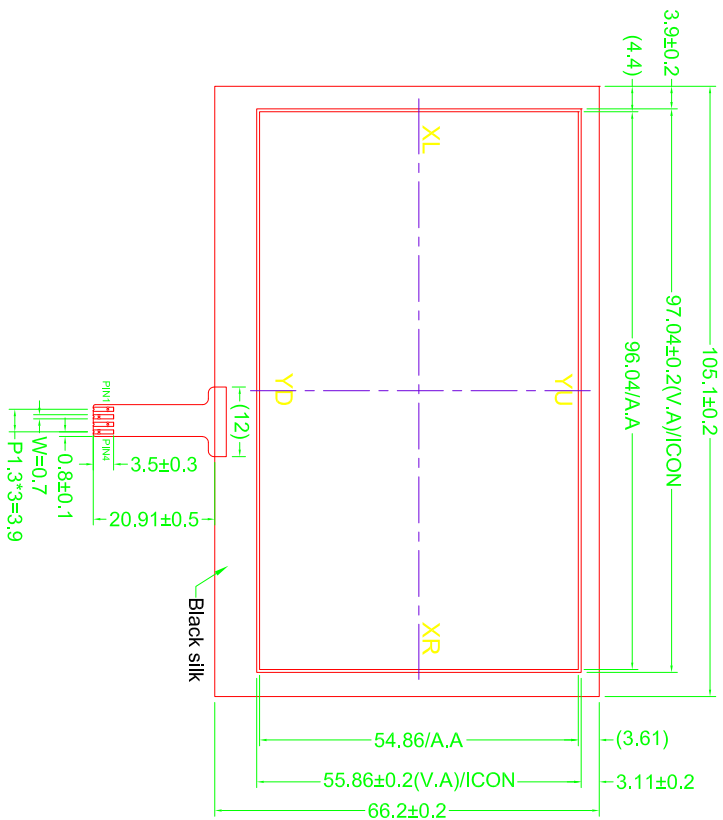 105.1±0.2
97.04±0.2(V.A)/ICON
96.04/A.A
3.9±0.2
(4.4)
XL
XR
YU
YD
(12)
PIN1
PIN4
3.5±0.3
20.91±0.5
0.8±0.1
W=0.7
P1.3*3=3.9
Black silk
54.86/A.A
(3.61)
55.86±0.2(V.A)/ICON
3.11±0.2
66.2±0.2